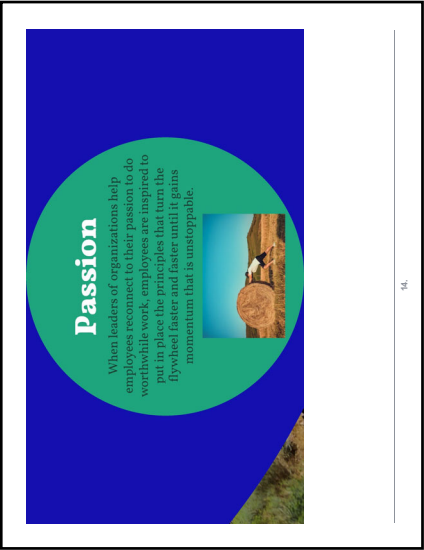 Passion
When leaders of organizations help
employees reconnect to their passion to do
worthwhile work, employees are inspired to
put in place the principles that turn the
flywheel faster and faster until it gains
momentum that is unstoppable.
14.